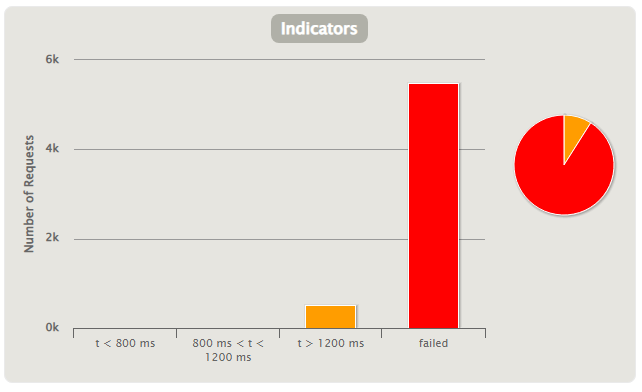 Indicators
Number of Requests
6k
4k
2k
0k
t < 800 ms
800 ms < t <
1200 ms
t > 1200 ms
failed